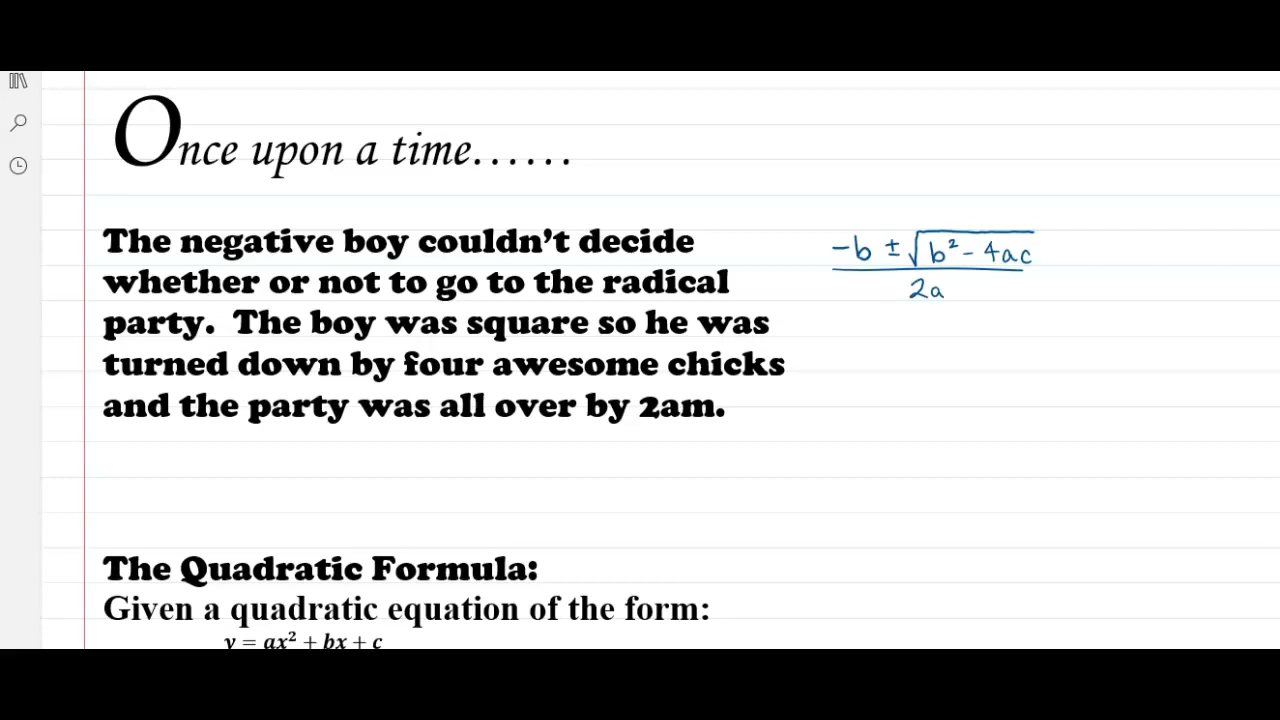 Once upon a time......
The negative boy couldn't decide
whether or not to go to the radical
party. The boy was square so he was
turned down by four awesome chicks
and the party was all over by 2am.
-b ± √b² - 4ac
2a
The Quadratic Formula:
Given a quadratic equation of the form:
y = ax² + bx + c